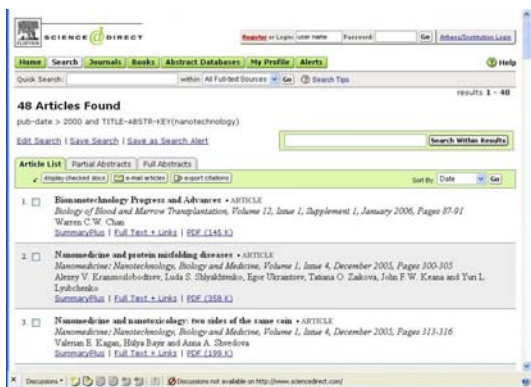 ELSEVIER
SCIENCE DIRECT
Register or Login: user name Password: Go Athens/Institution Login
Home Search Journals Books Abstract Databases My Profile Alerts Help
Quick Search: within All Full-text Sources Go Search Tips
results 1 - 48
48 Articles Found
pub-date > 2000 and TITLE-ABSTR-KEY(nanotechnology)
Edit Search | Save Search | Save as Search Alert
Search Within Results
Article List Partial Abstracts Full Abstracts
display checked docs e-mail articles export citations Sort By: Date Go
1. Bionanotechnology Progress and Advances • ARTICLE
Biology of Blood and Marrow Transplantation, Volume 12, Issue 1, Supplement 1, January 2006, Pages 87-91
Warren C.W. Chan
SummaryPlus | Full Text + Links | PDF (145 K)
2. Nanomedicine and protein misfolding diseases • ARTICLE
Nanomedicine: Nanotechnology, Biology and Medicine, Volume 1, Issue 4, December 2005, Pages 300-305
Alexey V. Krasnoslobodtsev, Luda S. Shlyakhtenko, Egor Ukraintsev, Tatiana O. Zaikova, John F.W. Keana and Yuri L.
Lyubchenko
SummaryPlus | Full Text + Links | PDF (358 K)
3. Nanomedicine and nanotoxicology: two sides of the same coin • ARTICLE
Nanomedicine: Nanotechnology, Biology and Medicine, Volume 1, Issue 4, December 2005, Pages 313-316
Valerian E. Kagan, Hülya Bayir and Anna A. Shvedova
SummaryPlus | Full Text + Links | PDF (199 K)
Discussions Discussions not available on http://www.sciencedirect.com/